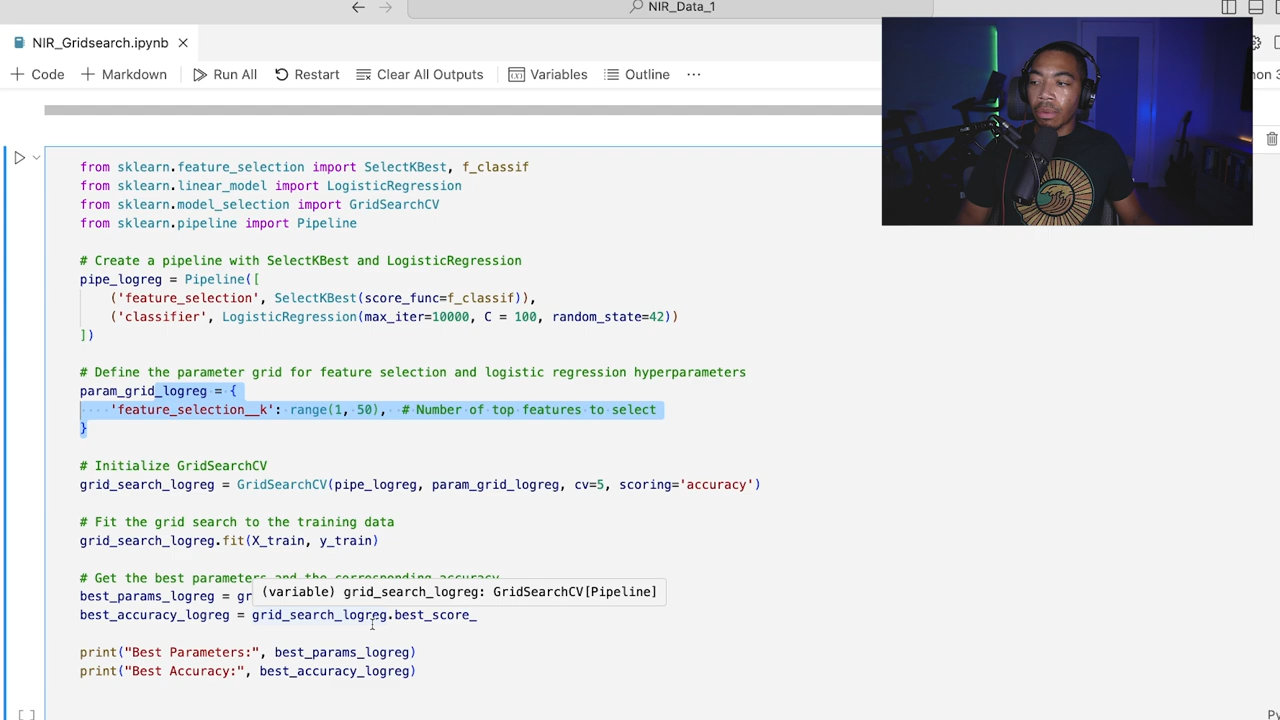 NIR_Data_1
NIR_Gridsearch.ipynb
Code
Markdown
Run All
Restart
Clear All Outputs
Variables
Outline
...
from sklearn.feature_selection import SelectKBest, f_classif
from sklearn.linear_model import LogisticRegression
from sklearn.model_selection import GridSearchCV
from sklearn.pipeline import Pipeline
# Create a pipeline with SelectKBest and LogisticRegression
pipe_logreg = Pipeline([
('feature_selection', SelectKBest(score_func=f_classif)),
('classifier', LogisticRegression(max_iter=10000, C = 100, random_state=42))
])
# Define the parameter grid for feature selection and logistic regression hyperparameters
param_grid_logreg = {
'feature_selection__k': range(1, 50), # Number of top features to select
}
# Initialize GridSearchCV
grid_search_logreg = GridSearchCV(pipe_logreg, param_grid_logreg, cv=5, scoring='accuracy')
# Fit the grid search to the training data
grid_search_logreg.fit(X_train, y_train)
# Get the best parameters and the corresponding accuracy
best_params_logreg = gr
(variable) grid_search_logreg: GridSearchCV[Pipeline]
best_accuracy_logreg = grid_search_logreg.best_score_
print("Best Parameters:", best_params_logreg)
print("Best Accuracy:", best_accuracy_logreg)
[ ]